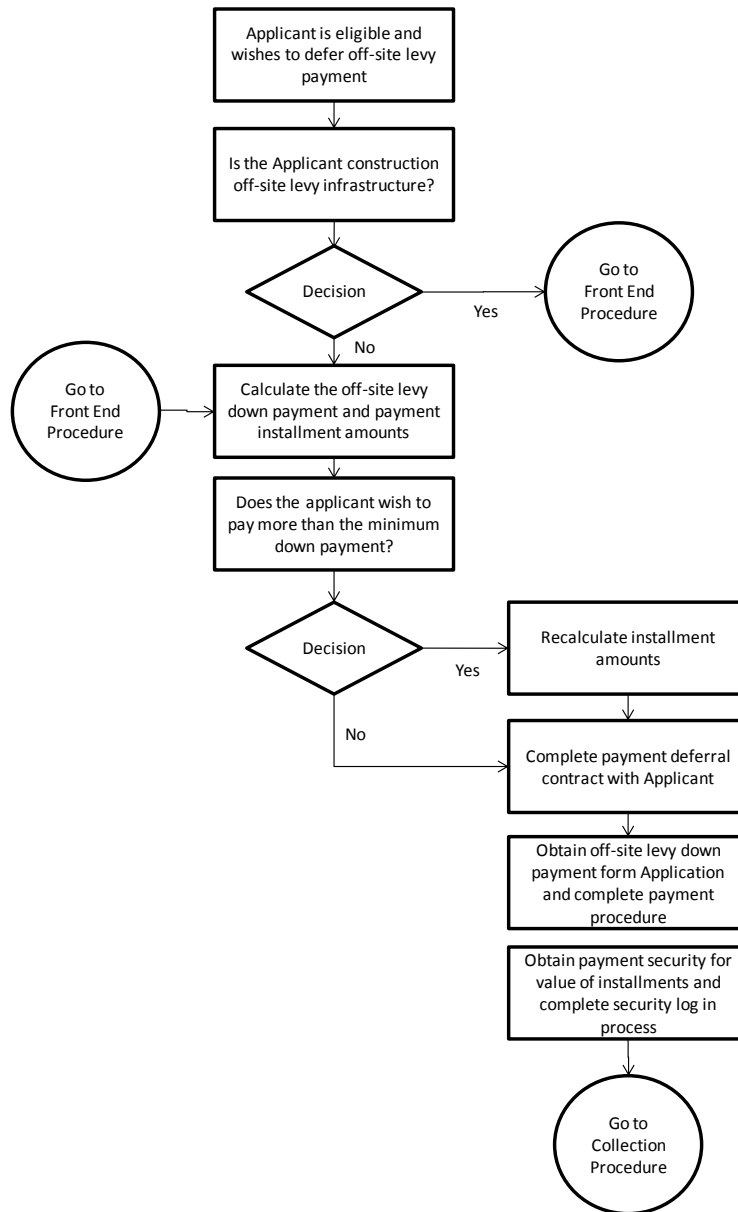 Applicant is eligible and
wishes to defer off-site levy
payment
Is the Applicant construction
off-site levy infrastructure?
Decision
Yes
Go to
Front End
Procedure
No
Go to
Front End
Procedure
Calculate the off-site levy
down payment and payment
installment amounts
Does the applicant wish to
pay more than the minimum
down payment?
Decision
Yes
Recalculate installment
amounts
No
Complete payment deferral
contract with Applicant
Obtain off-site levy down
payment form Application
and complete payment
procedure
Obtain payment security for
value of installments and
complete security log in
process
Go to
Collection
Procedure